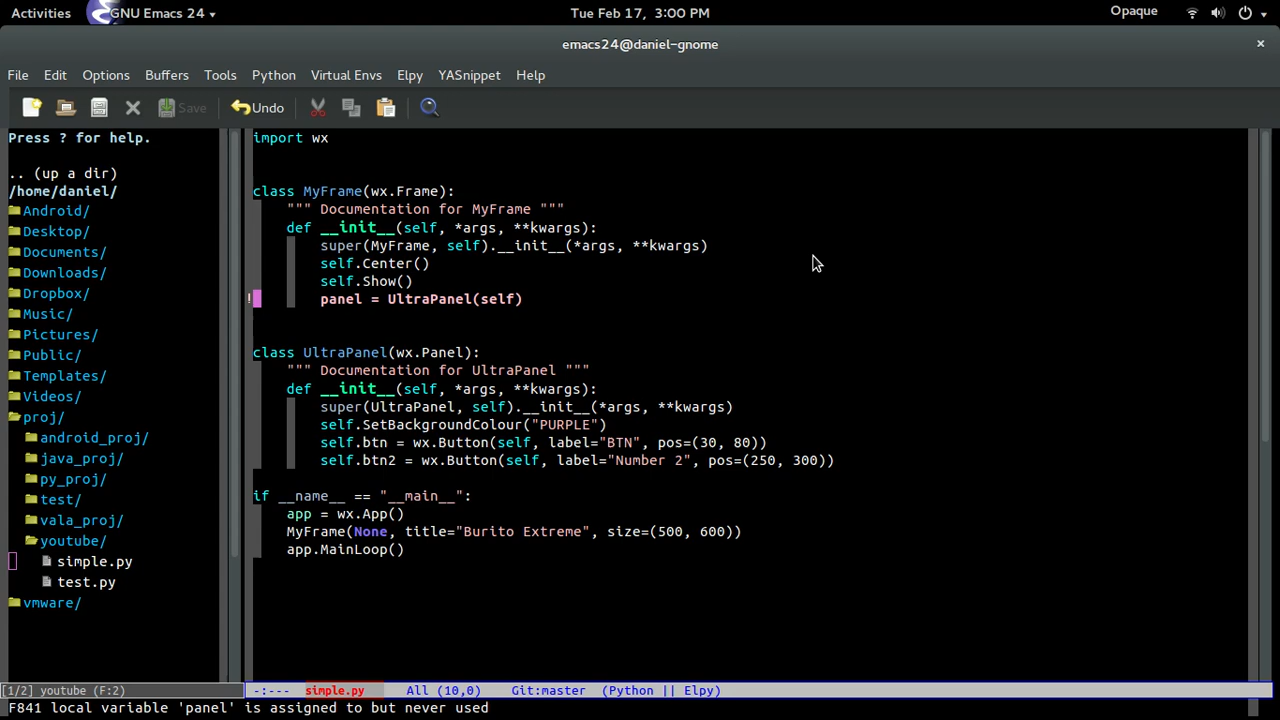 Activities GNU Emacs 24 Tue Feb 17, 3:00 PM Opaque
emacs24@daniel-gnome
File Edit Options Buffers Tools Python Virtual Envs Elpy YASnippet Help
Save Undo
Press ? for help.
.. (up a dir)
/home/daniel/
Android/
Desktop/
Documents/
Downloads/
Dropbox/
Music/
Pictures/
Public/
Templates/
Videos/
proj/
android_proj/
java_proj/
py_proj/
test/
vala_proj/
youtube/
simple.py
test.py
vmware/
import wx
class MyFrame(wx.Frame):
""" Documentation for MyFrame """
def __init__(self, *args, **kwargs):
super(MyFrame, self).__init__(*args, **kwargs)
self.Center()
self.Show()
! panel = UltraPanel(self)
class UltraPanel(wx.Panel):
""" Documentation for UltraPanel """
def __init__(self, *args, **kwargs):
super(UltraPanel, self).__init__(*args, **kwargs)
self.SetBackgroundColour("PURPLE")
self.btn = wx.Button(self, label="BTN", pos=(30, 80))
self.btn2 = wx.Button(self, label="Number 2", pos=(250, 300))
if __name__ == "__main__":
app = wx.App()
MyFrame(None, title="Burito Extreme", size=(500, 600))
app.MainLoop()
[1/2] youtube (F:2)
-:--- simple.py All (10,0) Git:master (Python || Elpy)
F841 local variable 'panel' is assigned to but never used